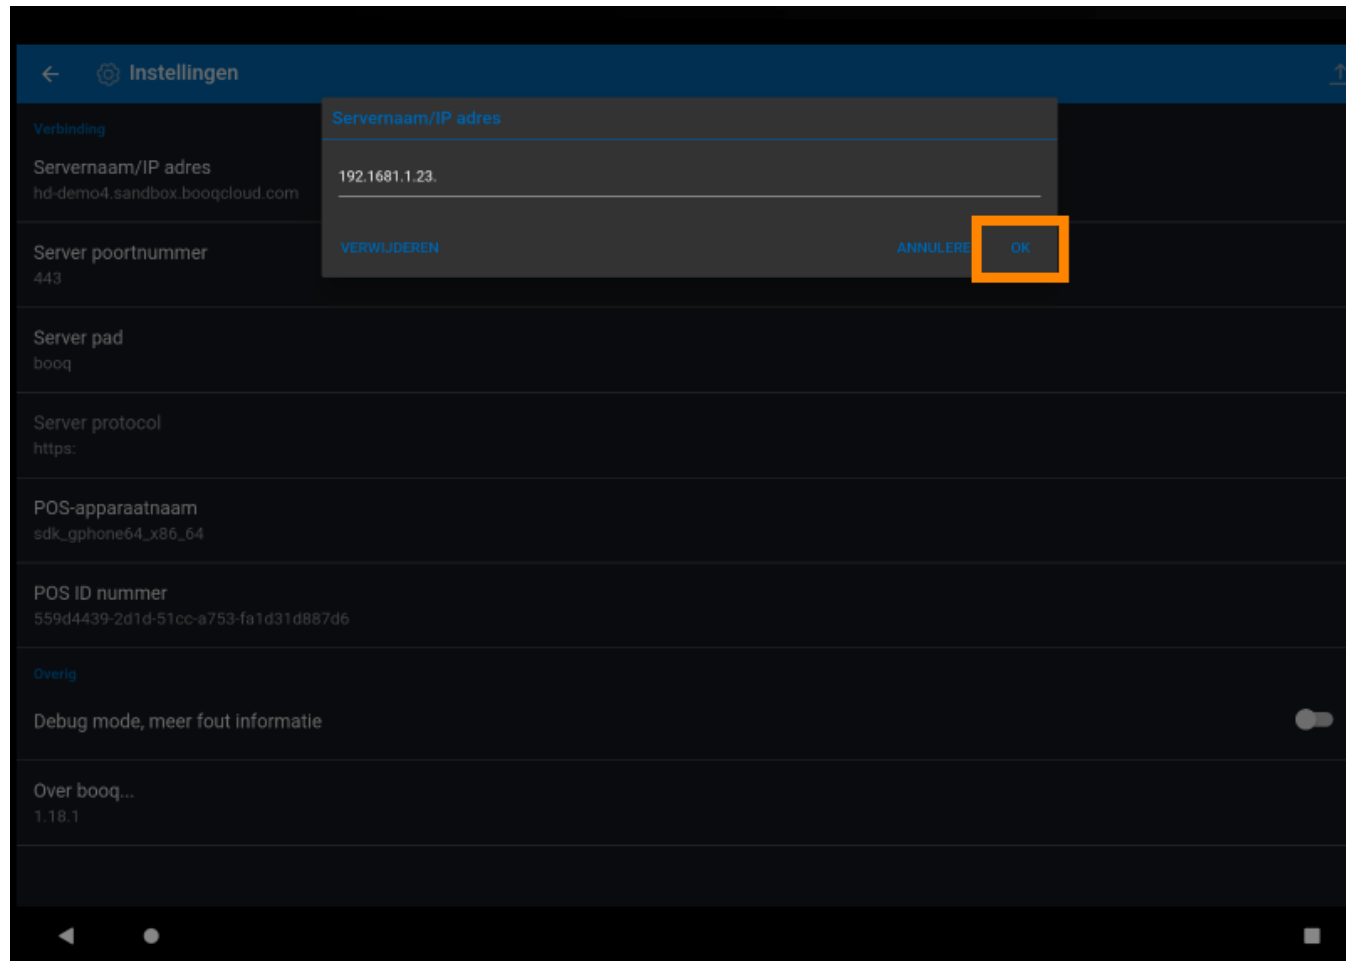 Instellingen
Verbinding
Servernaam/IP adres
hd-demo4.sandbox.booqcloud.com
Servernaam/IP adres
192.1681.1.23.
VERWIJDEREN
ANNULERE
OK
Server poortnummer
443
Server pad
booq
Server protocol
https:
POS-apparaatnaam
sdk_gphone64_x86_64
POS ID nummer
559d4439-2d1d-51cc-a753-fa1d31d887d6
Overig
Debug mode, meer fout informatie
Over booq...
1.18.1